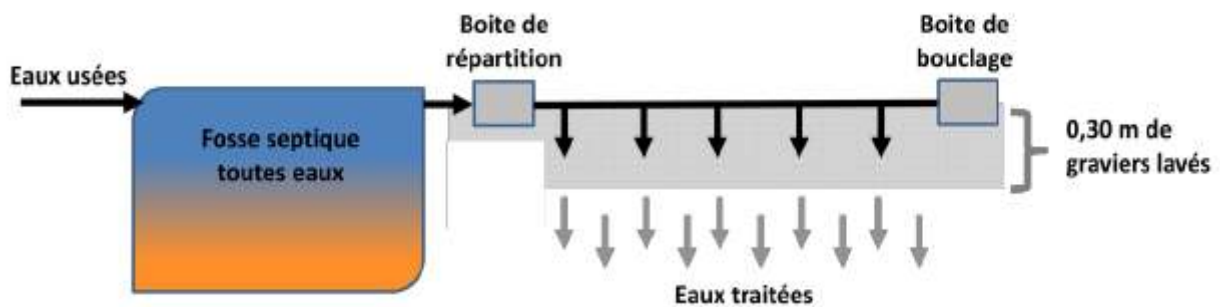 Eaux usées
Fosse septique
toutes eaux
Boite de
répartition
Boite de
bouclage
0,30 m de
graviers lavés
Eaux traitées